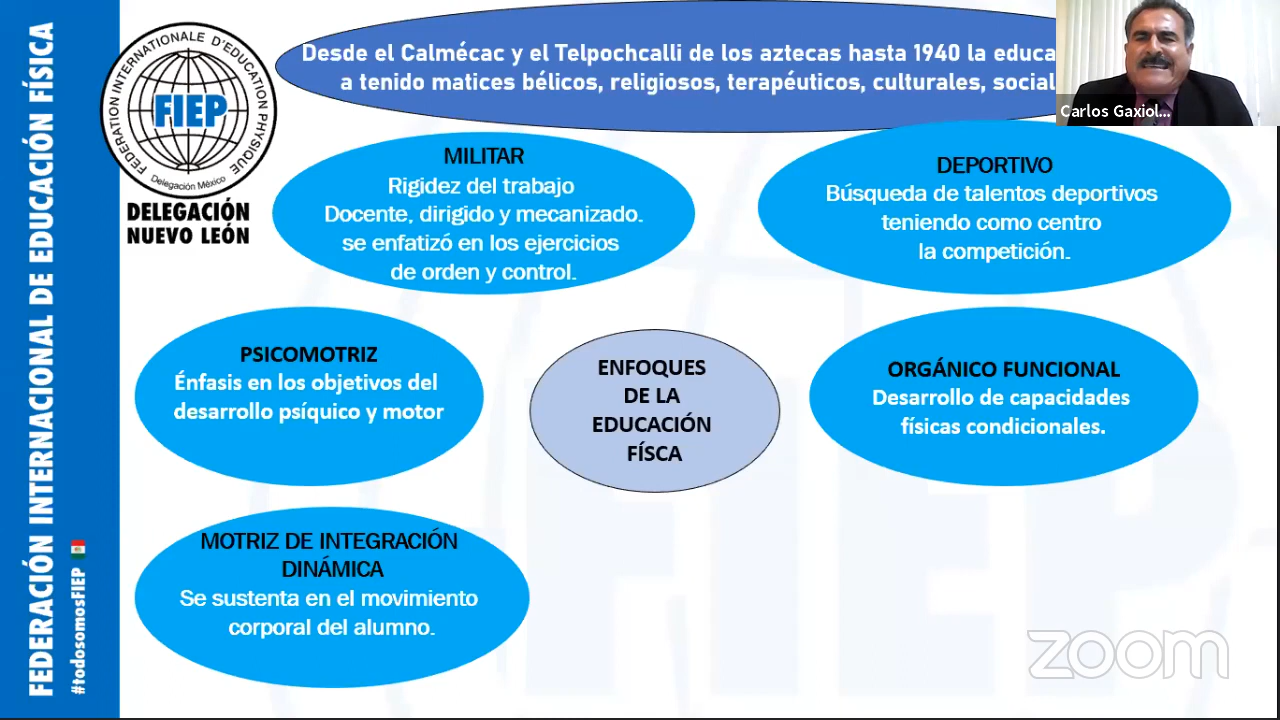 FEDERACIÓN INTERNACIONAL DE EDUCACIÓN FÍSICA
#todosomosFIEP
FEDERATION INTERNATIONALE D'EDUCATION PHYSIQUE
FIEP
Delegación México
DELEGACIÓN
NUEVO LEÓN
Desde el Calmécac y el Telpochcalli de los aztecas hasta 1940 la educa
a tenido matices bélicos, religiosos, terapéuticos, culturales, social
Carlos Gaxiol...
MILITAR
Rigidez del trabajo
Docente, dirigido y mecanizado.
se enfatizó en los ejercicios
de orden y control.
DEPORTIVO
Búsqueda de talentos deportivos
teniendo como centro
la competición.
PSICOMOTRIZ
Énfasis en los objetivos del
desarrollo psíquico y motor
ENFOQUES
DE LA
EDUCACIÓN
FÍSCA
ORGÁNICO FUNCIONAL
Desarrollo de capacidades
físicas condicionales.
MOTRIZ DE INTEGRACIÓN
DINÁMICA
Se sustenta en el movimiento
corporal del alumno.
zoom